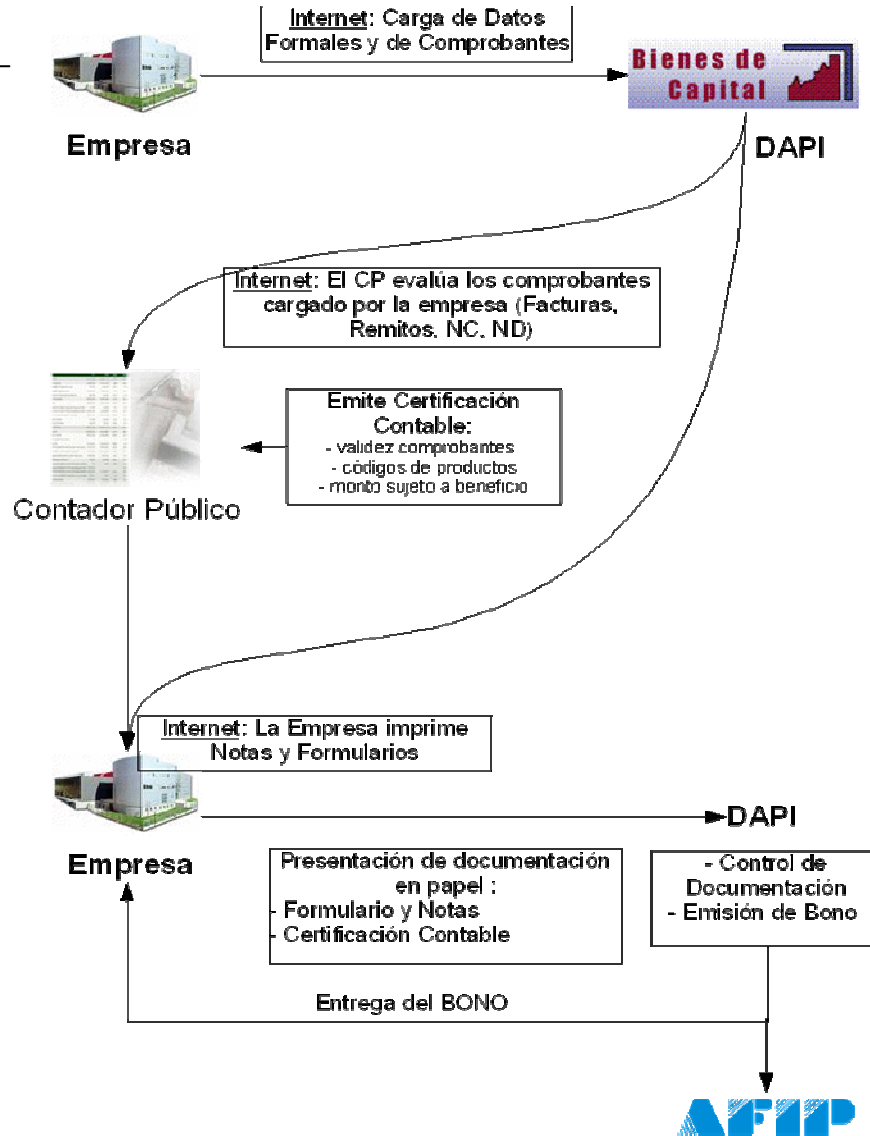 Internet: Carga de Datos
Formales y de Comprobantes
Bienes de
Capital
Empresa
DAPI
Internet: El CP evalúa los comprobantes
cargado por la empresa (Facturas,
Remitos, NC, ND)
Emite Certificación
Contable:
- validez comprobantes
- códigos de productos
- monto sujeto a beneficio
Contador Público
Internet: La Empresa imprime
Notas y Formularios
DAPI
Empresa
Presentación de documentación
en papel :
- Formulario y Notas
- Certificación Contable
- Control de
Documentación
- Emisión de Bono
Entrega del BONO
AFIP